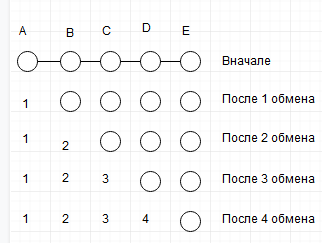 A B C D E
Вначале
1 После 1 обмена
1 2 После 2 обмена
1 2 3 После 3 обмена
1 2 3 4 После 4 обмена